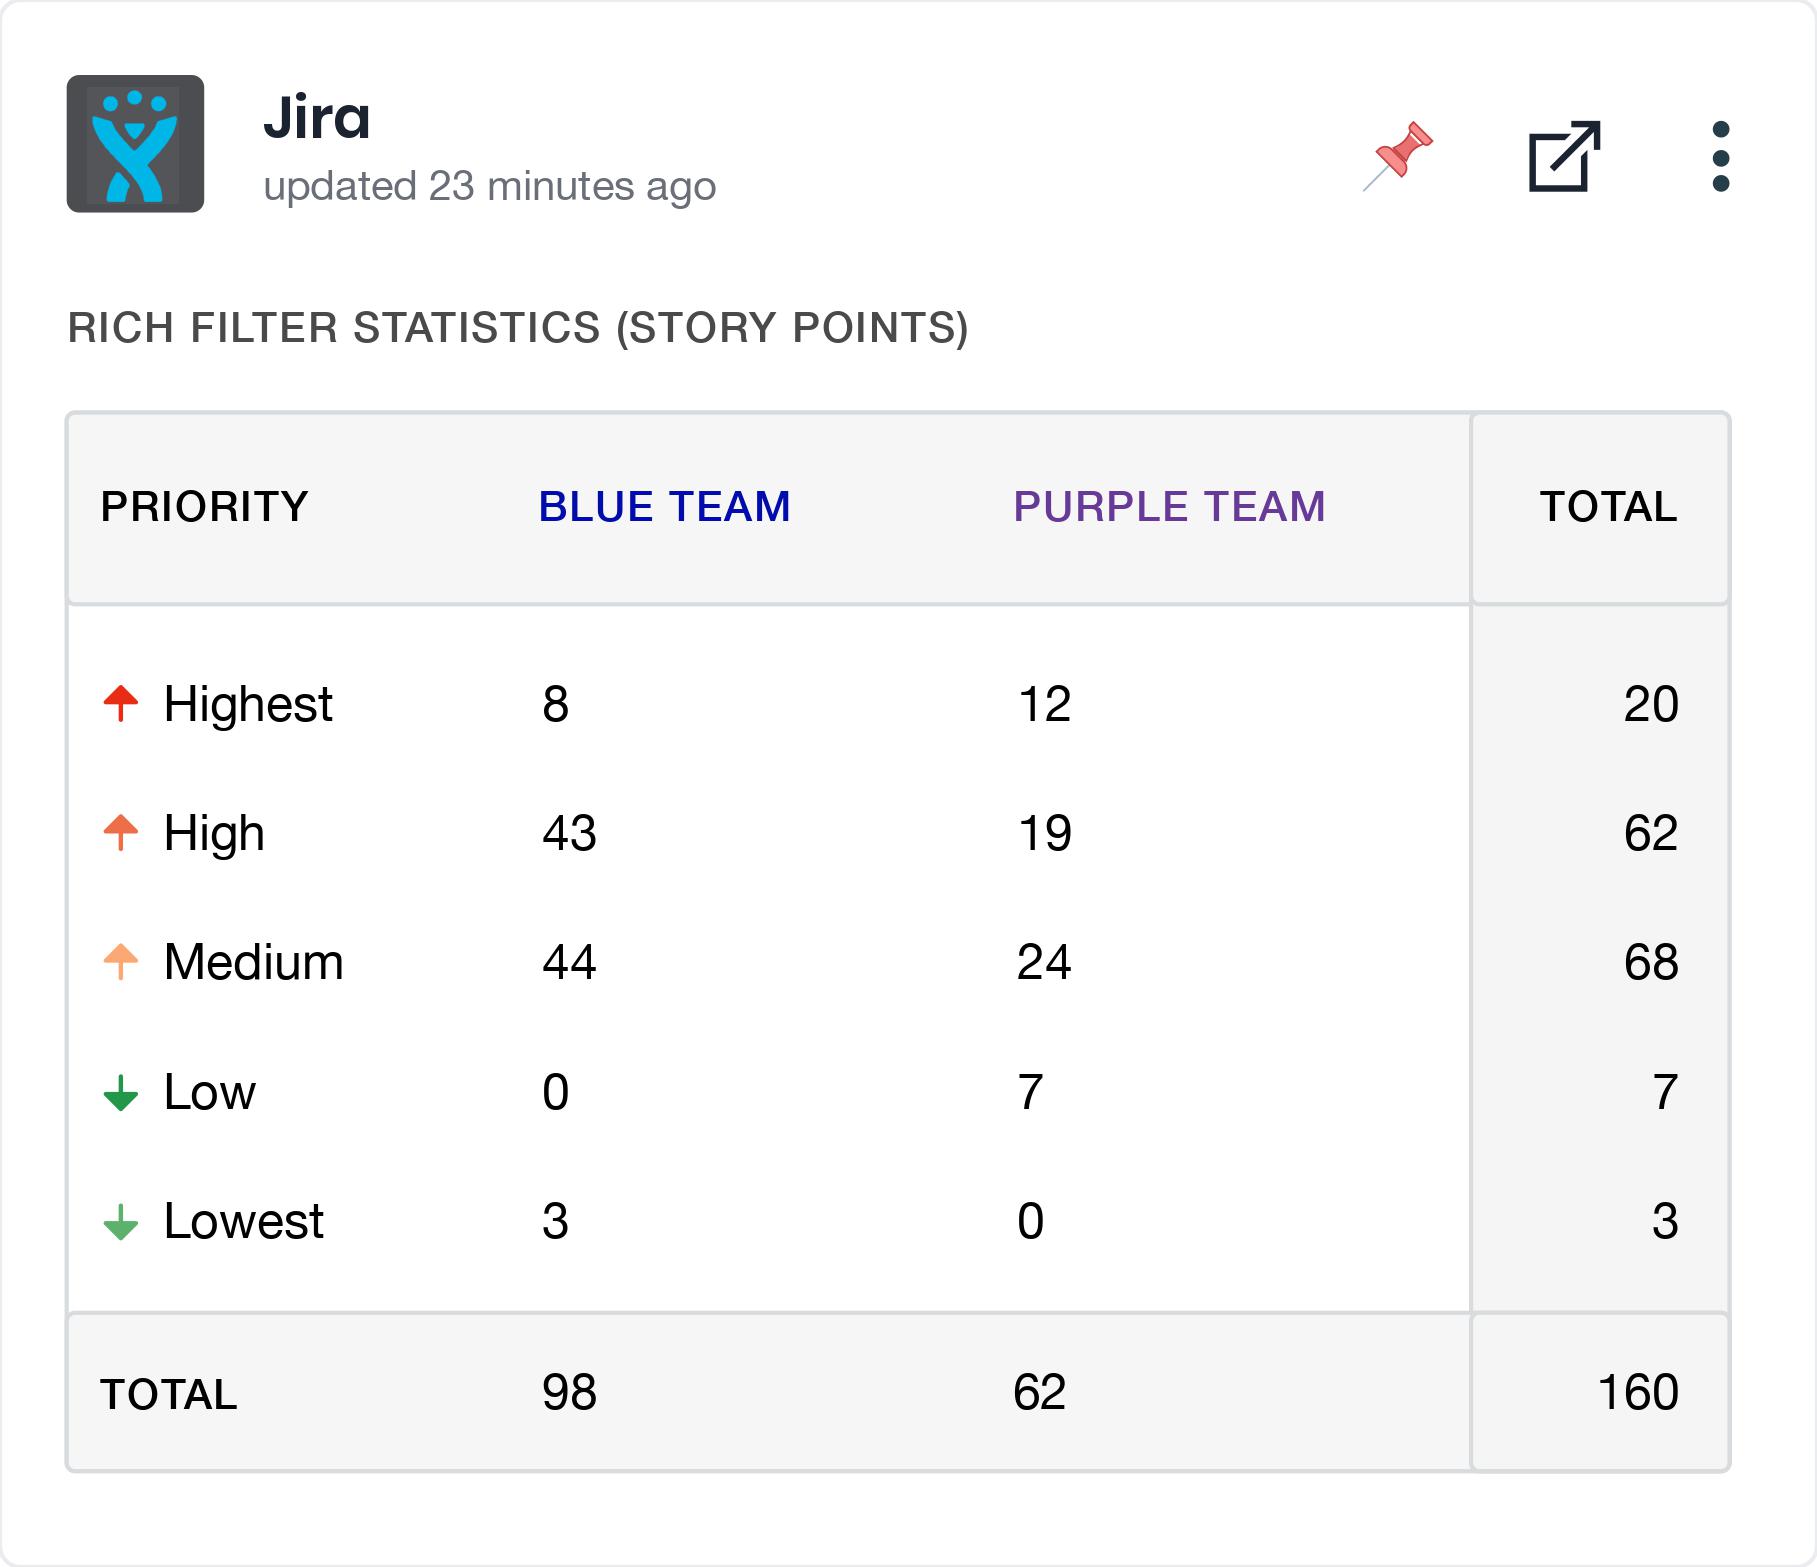 Jira
updated 23 minutes ago
RICH FILTER STATISTICS (STORY POINTS)
PRIORITY BLUE TEAM PURPLE TEAM TOTAL
Highest 8 12 20
High 43 19 62
Medium 44 24 68
Low 0 7 7
Lowest 3 0 3
TOTAL 98 62 160